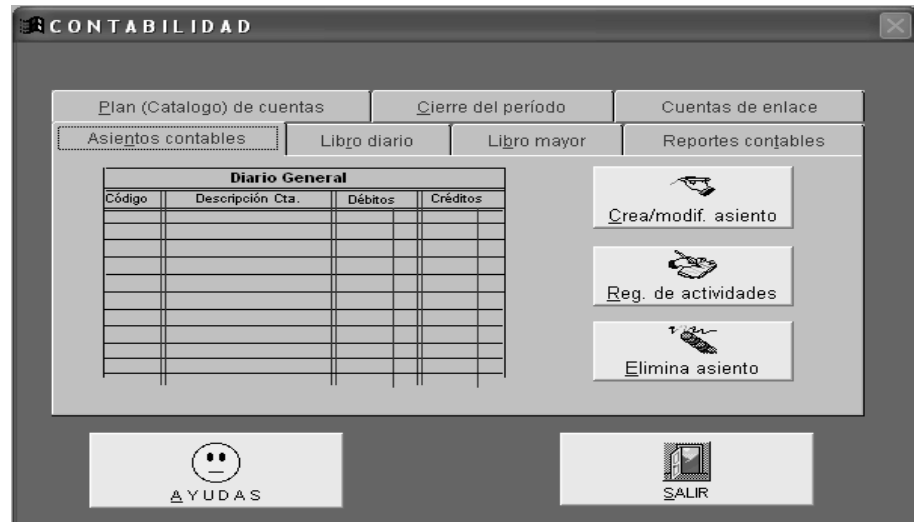 CONTABILIDAD
Plan (Catalogo) de cuentas
Cierre del período
Cuentas de enlace
Asientos contables
Libro diario
Libro mayor
Reportes contables
Diario General
Código
Descripción Cta.
Débitos
Créditos
Crea/modif. asiento
Reg. de actividades
Elimina asiento
AYUDAS
SALIR